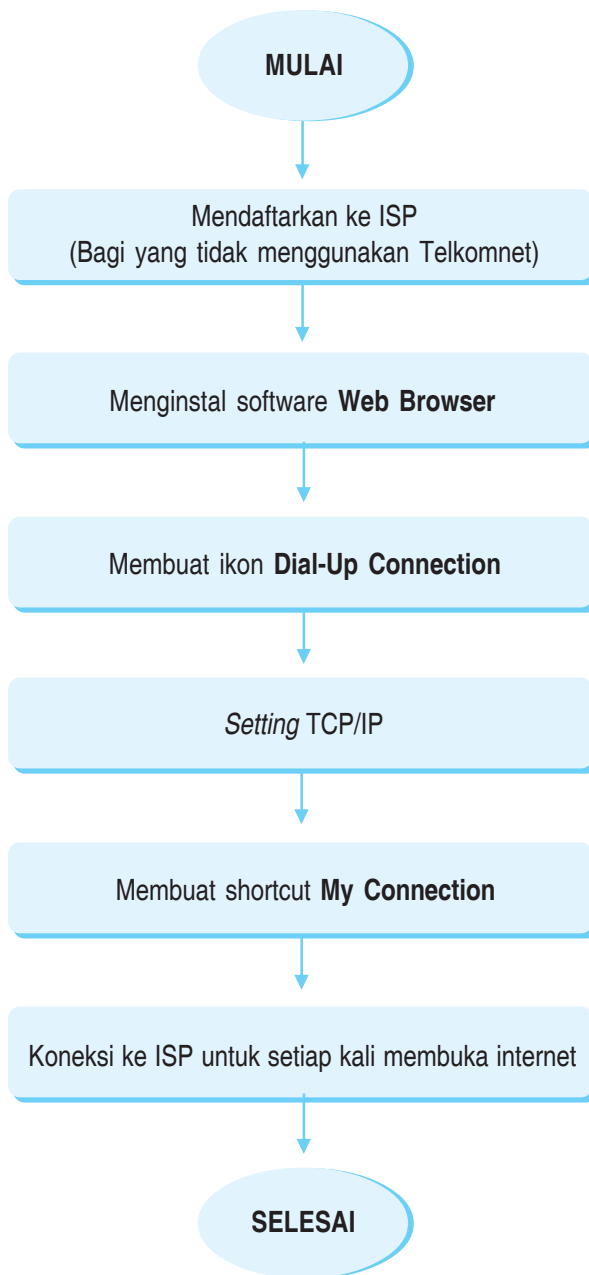 MULAI
Mendaftarkan ke ISP
(Bagi yang tidak menggunakan Telkomnet)
Menginstal software Web Browser
Membuat ikon Dial-Up Connection
Setting TCP/IP
Membuat shortcut My Connection
Koneksi ke ISP untuk setiap kali membuka internet
SELESAI